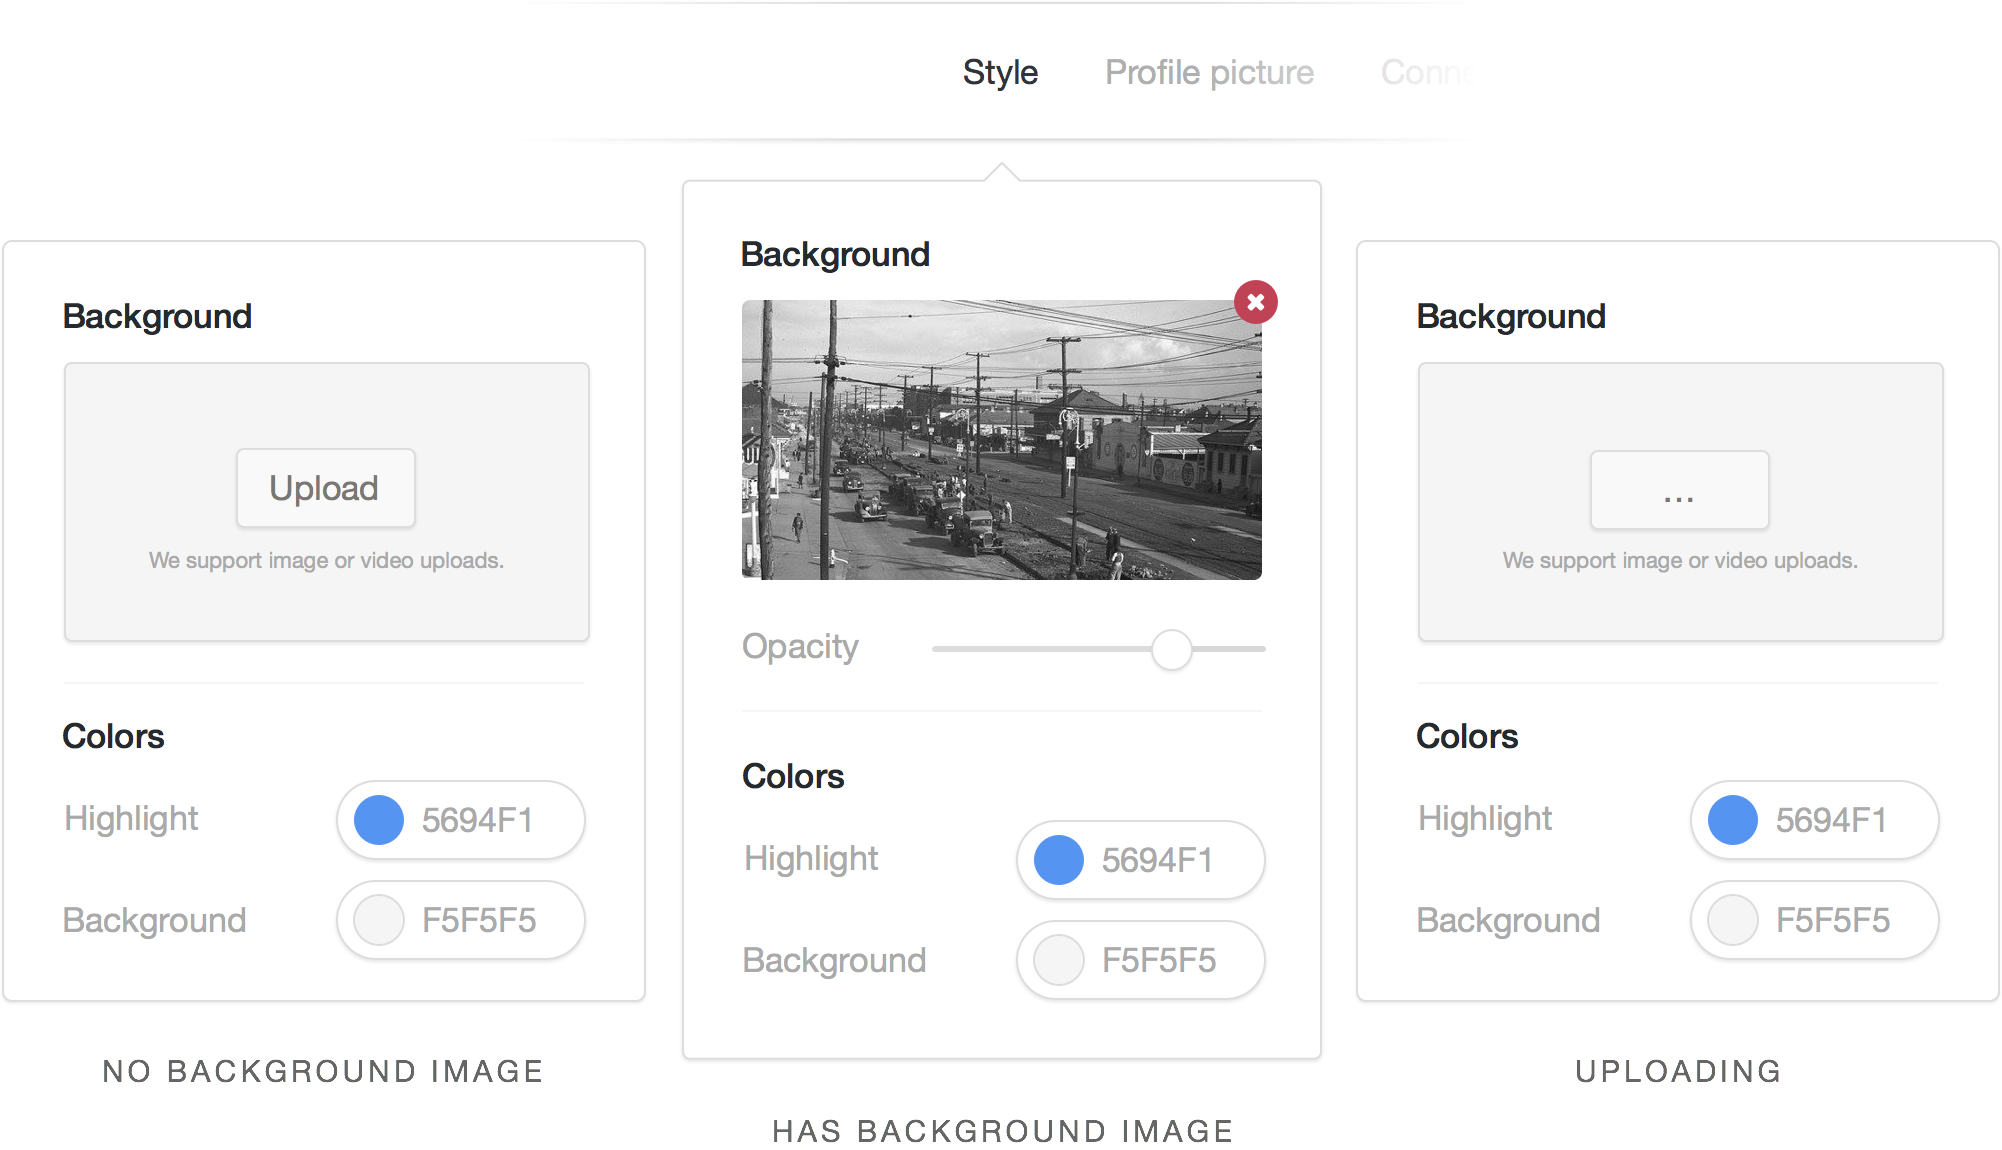 Style
Profile picture
Conne
Background
Upload
We support image or video uploads.
Colors
Highlight
5694F1
Background
F5F5F5
NO BACKGROUND IMAGE
Background
Opacity
Colors
Highlight
5694F1
Background
F5F5F5
HAS BACKGROUND IMAGE
Background
...
We support image or video uploads.
Colors
Highlight
5694F1
Background
F5F5F5
UPLOADING